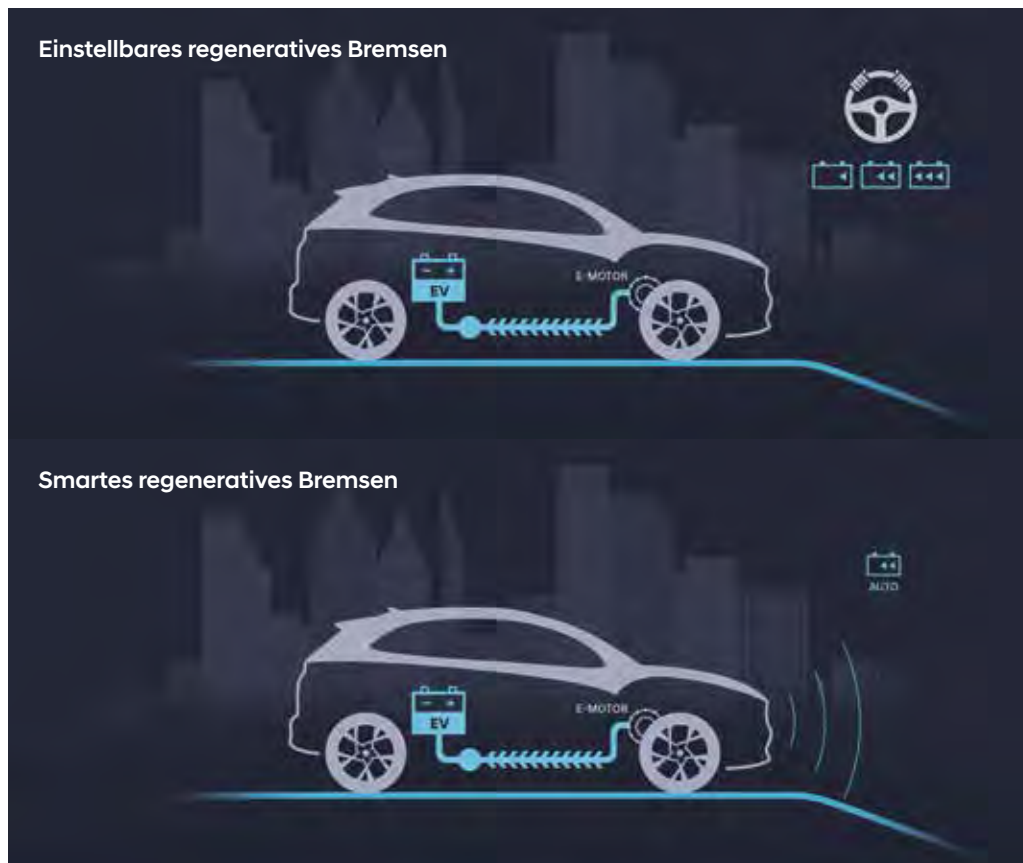 Einstellbares regeneratives Bremsen
E-MOTOR
EV
Smartes regeneratives Bremsen
AUTO
E-MOTOR
EV